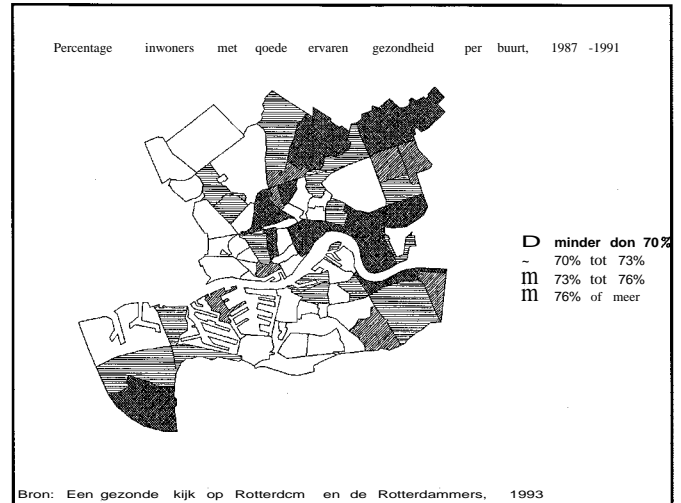 Percentage inwoners met qoede ervaren gezondheid per buurt, 1987 -1991
D minder don 70%
~ 70% tot 73%
m 73% tot 76%
m 76% of meer
Bron: Een gezonde kijk op Rotterdcm en de Rotterdammers, 1993